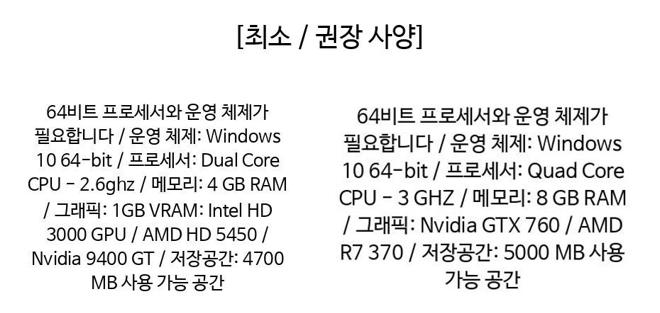 [최소 / 권장 사양]
64비트 프로세서와 운영 체제가
필요합니다 / 운영 체제: Windows
10 64-bit / 프로세서: Dual Core
CPU - 2.6ghz / 메모리: 4 GB RAM
/ 그래픽: 1GB VRAM: Intel HD
3000 GPU / AMD HD 5450 /
Nvidia 9400 GT / 저장공간: 4700
MB 사용 가능 공간
64비트 프로세서와 운영 체제가
필요합니다 / 운영 체제: Windows
10 64-bit / 프로세서: Quad Core
CPU - 3 GHZ / 메모리: 8 GB RAM
/ 그래픽: Nvidia GTX 760 / AMD
R7 370 / 저장공간: 5000 MB 사용
가능 공간